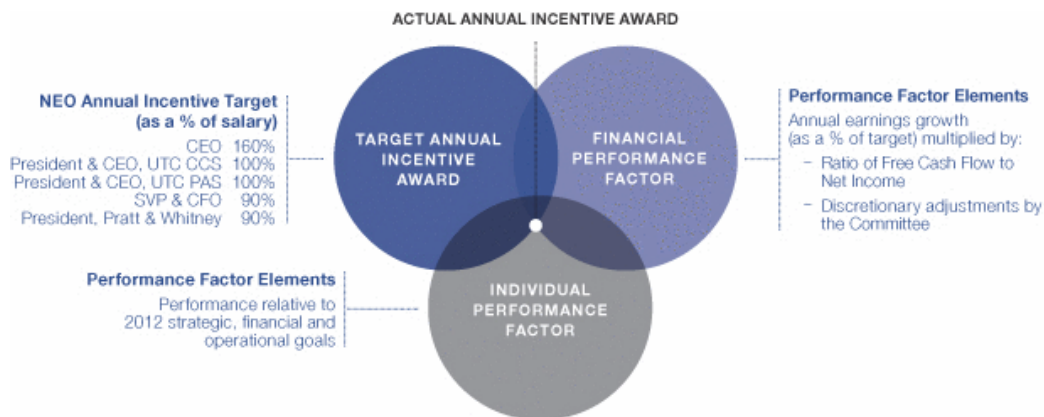 ACTUAL ANNUAL INCENTIVE AWARD
NEO Annual Incentive Target
(as a % of salary)
CEO 160%
President & CEO, UTC CCS 100%
President & CEO, UTC PAS 100%
SVP & CFO 90%
President, Pratt & Whitney 90%
TARGET ANNUAL
INCENTIVE
AWARD
FINANCIAL
PERFORMANCE
FACTOR
Performance Factor Elements
Annual earnings growth
(as a % of target) multiplied by:
– Ratio of Free Cash Flow to
Net Income
– Discretionary adjustments by
the Committee
Performance Factor Elements
Performance relative to
2012 strategic, financial and
operational goals
INDIVIDUAL
PERFORMANCE
FACTOR